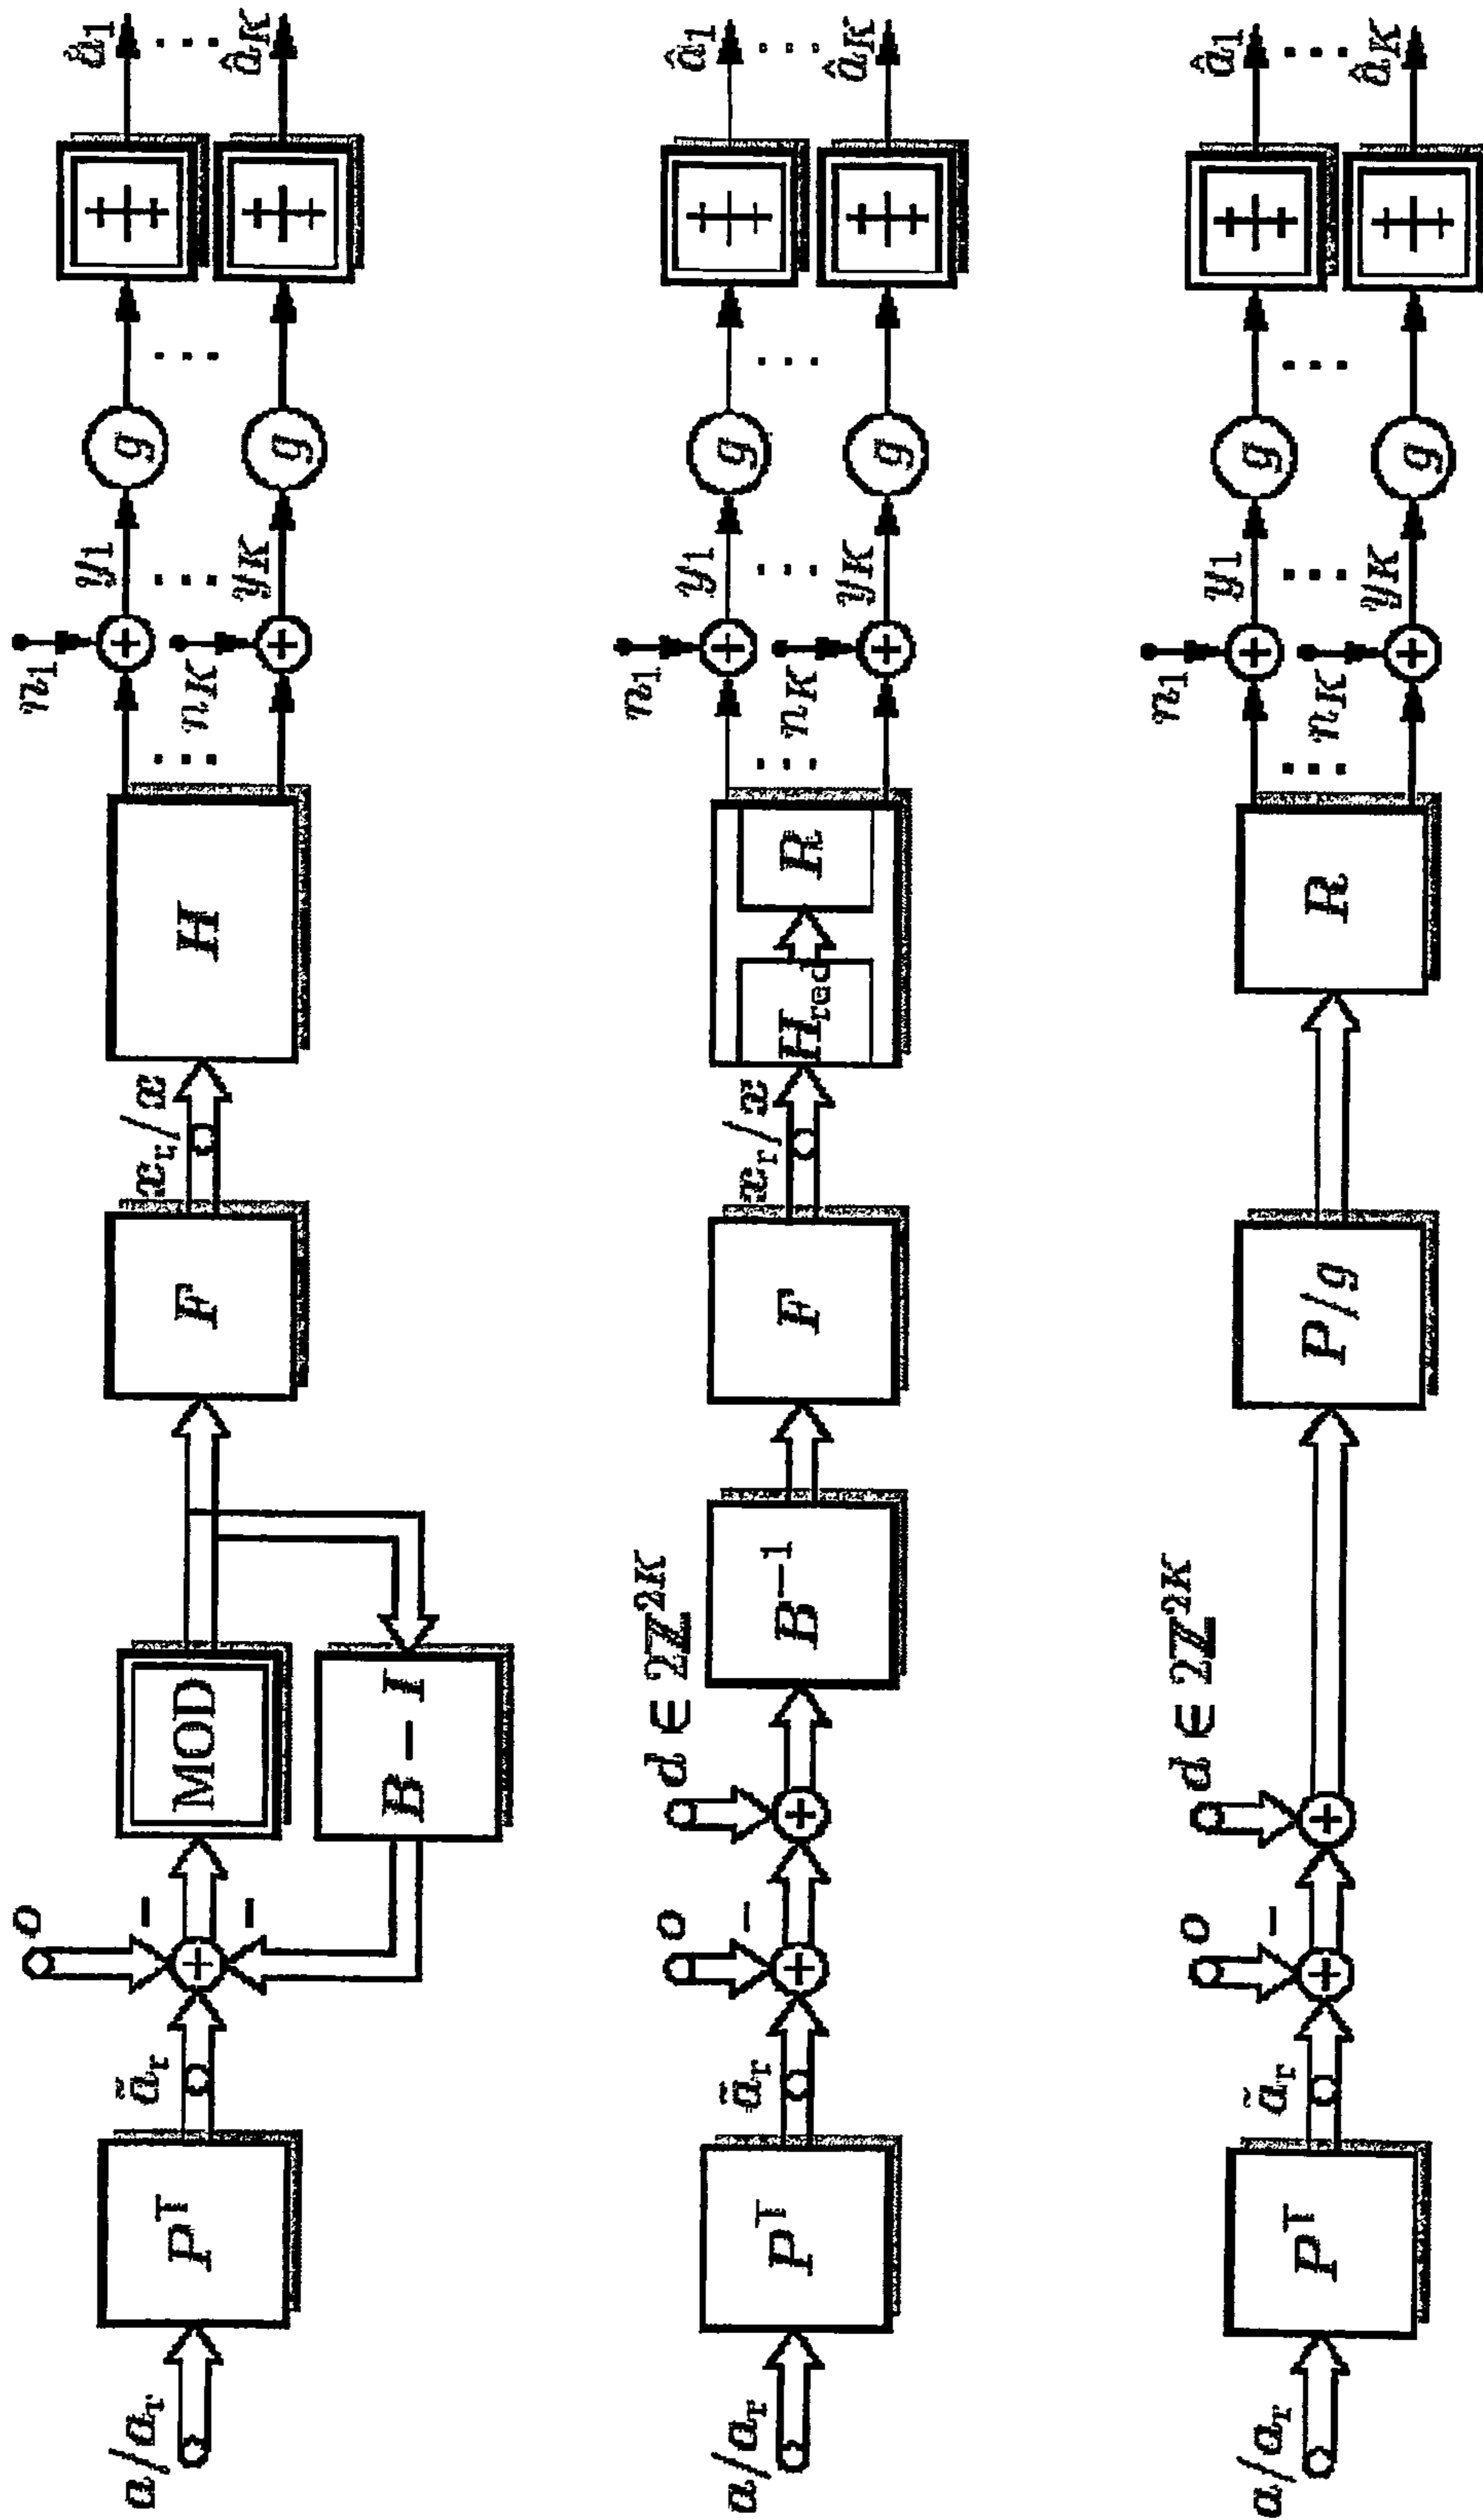 a/a_r
P^T
ã_r
o
−
−
MOD
B − I
F
x_r/x
H
n_1
n_K
...
y_1
...
y_K
g
g
...
â_1
...
â_K
a/a_r
P^T
ã_r
o
−
d ∈ 2ℤ^{2K}
B^{−1}
F
x_r/x
H_red
R
n_1
n_K
...
y_1
...
y_K
g
g
...
â_1
...
â_K
a/a_r
P^T
ã_r
o
−
d ∈ 2ℤ^{2K}
P/g
R
n_1
n_K
...
y_1
...
y_K
g
g
...
â_1
...
â_K